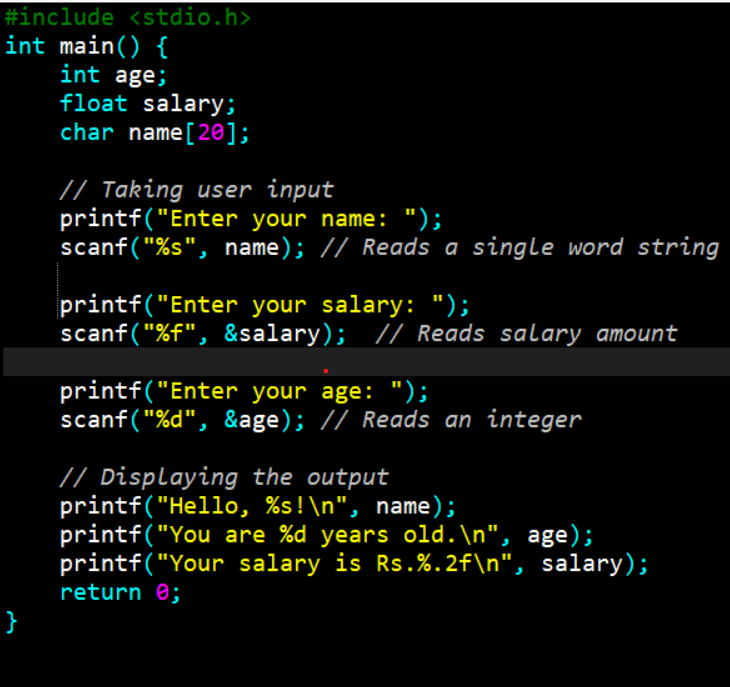 #include <stdio.h>
int main() {
    int age;
    float salary;
    char name[20];
    // Taking user input
    printf("Enter your name: ");
    scanf("%s", name); // Reads a single word string
    printf("Enter your salary: ");
    scanf("%f", &salary);  // Reads salary amount
    printf("Enter your age: ");
    scanf("%d", &age); // Reads an integer
    // Displaying the output
    printf("Hello, %s!\n", name);
    printf("You are %d years old.\n", age);
    printf("Your salary is Rs.%.2f\n", salary);
    return 0;
}